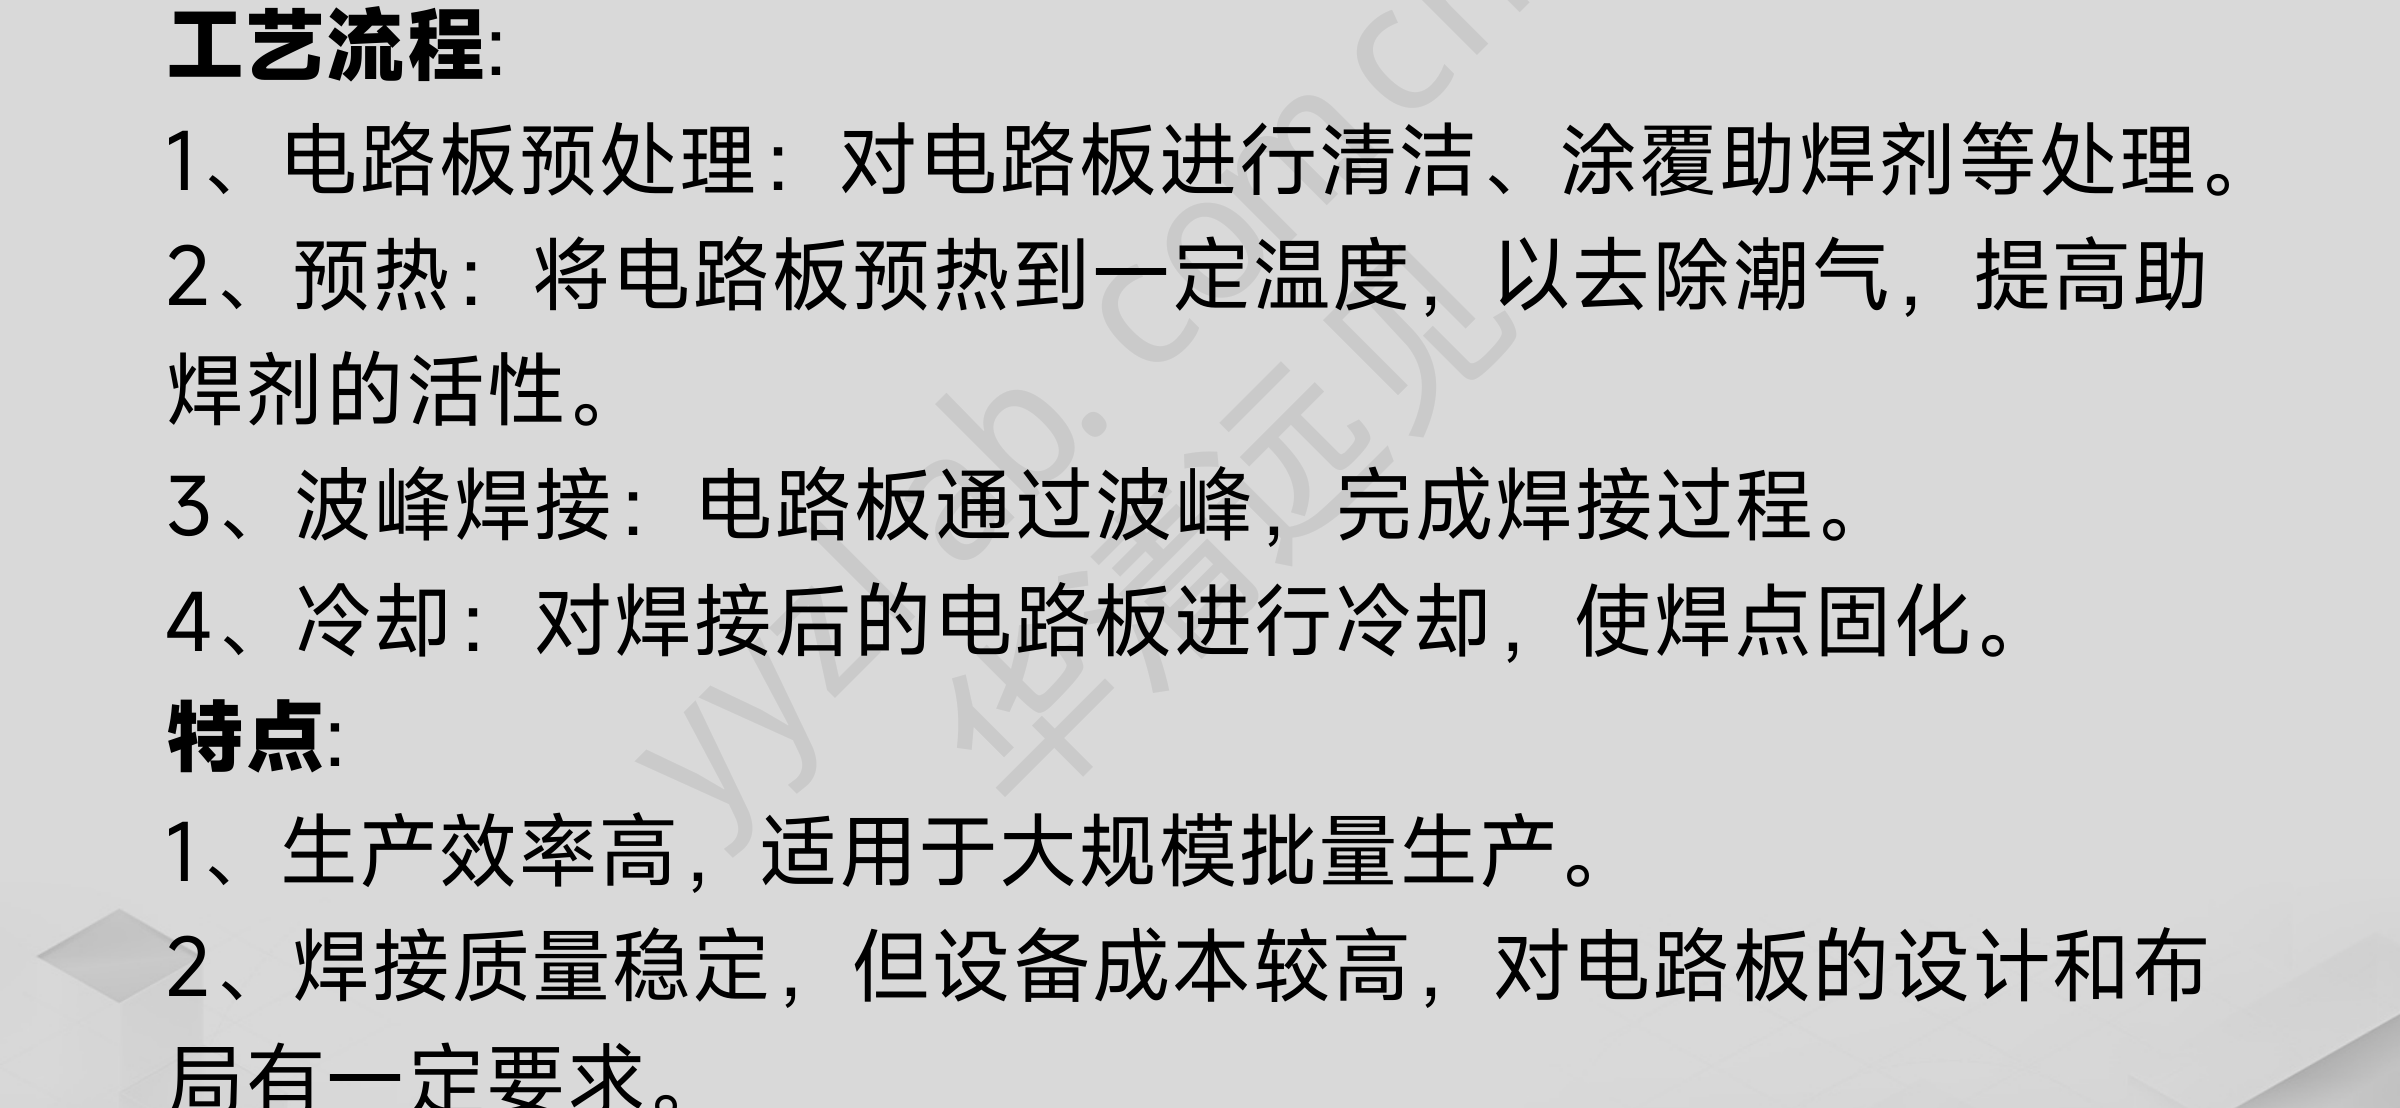 工艺流程:
1、电路板预处理：对电路板进行清洁、涂覆助焊剂等处理。
2、预热：将电路板预热到一定温度，以去除潮气，提高助
焊剂的活性。
3、波峰焊接：电路板通过波峰，完成焊接过程。
4、冷却：对焊接后的电路板进行冷却，使焊点固化。
特点:
1、生产效率高，适用于大规模批量生产。
2、焊接质量稳定，但设备成本较高，对电路板的设计和布
局有一定要求。
yyzlab.com.cn
华清远见